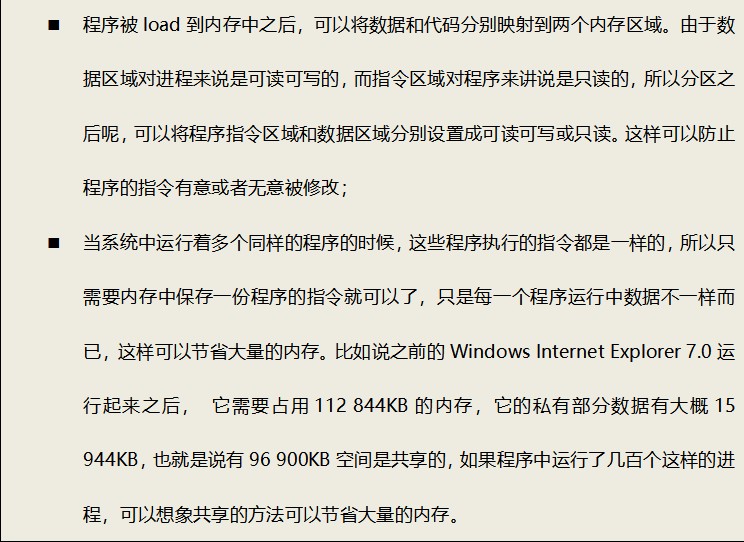 ■ 程序被 load 到内存中之后，可以将数据和代码分别映射到两个内存区域。由于数
据区域对进程来说是可读可写的，而指令区域对程序来讲说是只读的，所以分区之
后呢，可以将程序指令区域和数据区域分别设置成可读可写或只读。这样可以防止
程序的指令有意或者无意被修改；
■ 当系统中运行着多个同样的程序的时候，这些程序执行的指令都是一样的，所以只
需要内存中保存一份程序的指令就可以了，只是每一个程序运行中数据不一样而
已，这样可以节省大量的内存。比如说之前的 Windows Internet Explorer 7.0 运
行起来之后， 它需要占用 112 844KB 的内存，它的私有部分数据有大概 15
944KB，也就是说有 96 900KB 空间是共享的，如果程序中运行了几百个这样的进
程，可以想象共享的方法可以节省大量的内存。